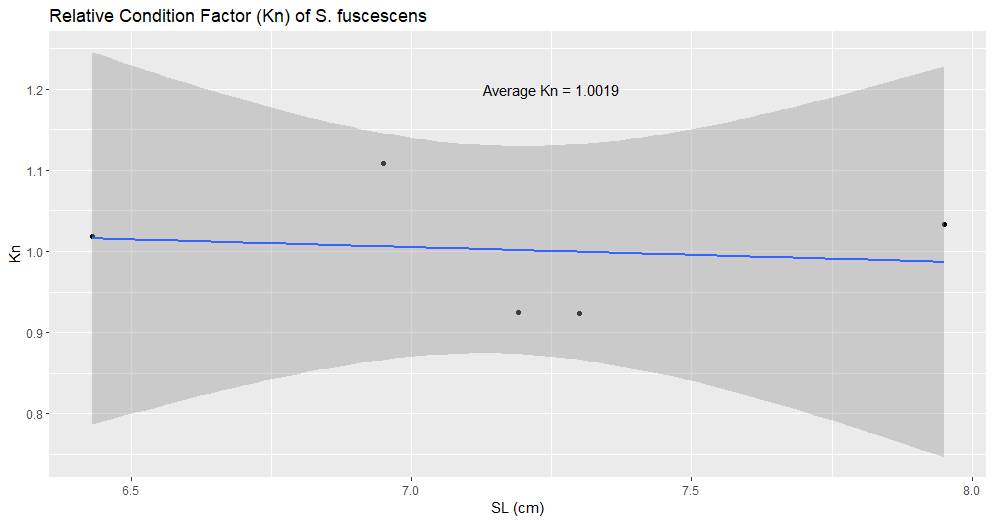 Relative Condition Factor (Kn) of S. fuscescens
Average Kn = 1.0019
1.2
1.1
1.0
0.9
0.8
Kn
6.5 7.0 7.5 8.0
SL (cm)